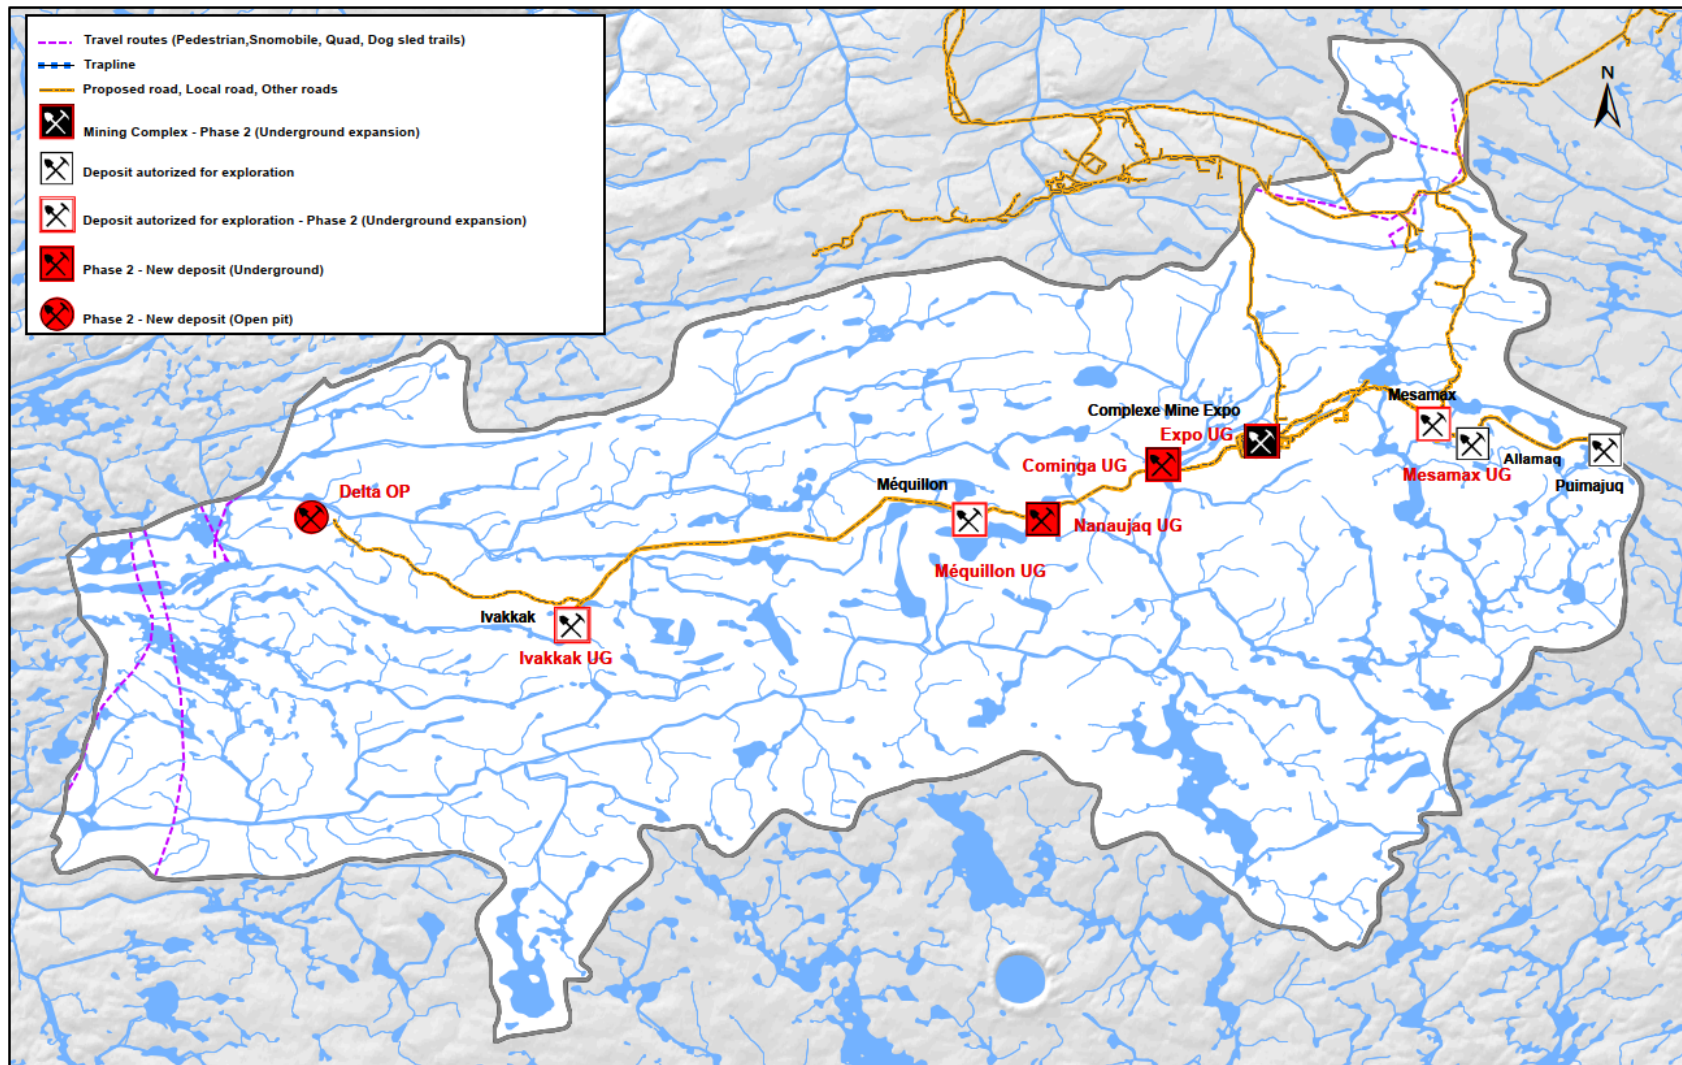 Travel routes (Pedestrian,Snomobile, Quad, Dog sled trails)
Trapline
Proposed road, Local road, Other roads
Mining Complex - Phase 2 (Underground expansion)
Deposit autorized for exploration
Deposit autorized for exploration - Phase 2 (Underground expansion)
Phase 2 - New deposit (Underground)
Phase 2 - New deposit (Open pit)
N
Mesamax
Complexe Mine Expo
Expo UG
Allamaq
Cominga UG
Mesamax UG
Puimajuq
Méquillon
Delta OP
Nanaujaq UG
Méquillon UG
Ivakkak
Ivakkak UG